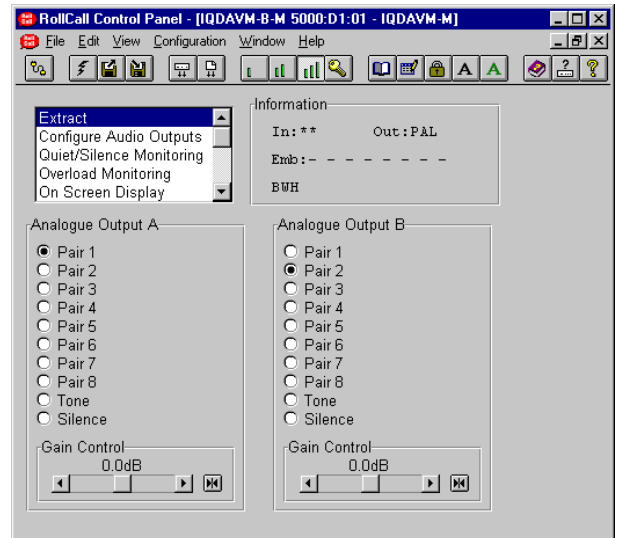 RollCall Control Panel - [IQDAVM-B-M 5000:D1:01 - IQDAVM-M]
File Edit View Configuration Window Help
A A
Extract
Configure Audio Outputs
Quiet/Silence Monitoring
Overload Monitoring
On Screen Display
Information
In:** Out:PAL
Emb:- - - - - - - -
BWH
Analogue Output A
Pair 1
Pair 2
Pair 3
Pair 4
Pair 5
Pair 6
Pair 7
Pair 8
Tone
Silence
Gain Control
0.0dB
Analogue Output B
Pair 1
Pair 2
Pair 3
Pair 4
Pair 5
Pair 6
Pair 7
Pair 8
Tone
Silence
Gain Control
0.0dB